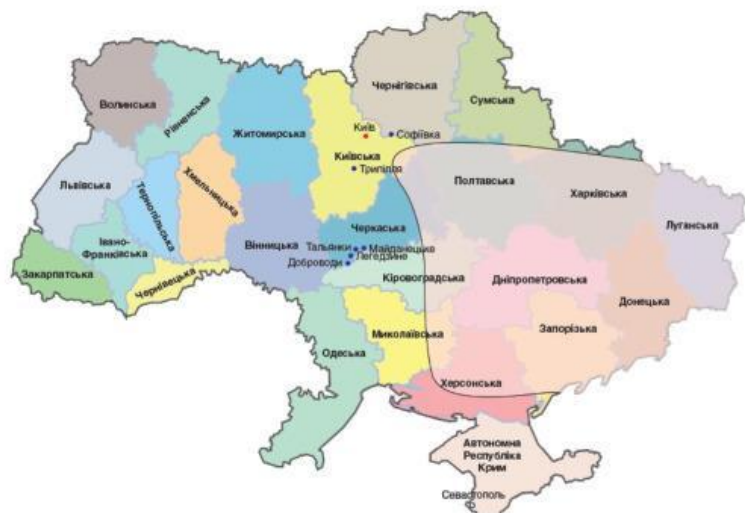 Чернігівська
Сумська
Волинська
Рівненська
Житомирська
Київ
Софіївка
Київська
Трипілля
Львівська
Тернопільська
Хмельницька
Полтавська
Харківська
Луганська
Івано-
Франківська
Вінницька
Черкаська
Тальянки
Майданецьке
Легедзине
Доброводи
Закарпатська
Чернівецька
Кіровоградська
Дніпропетровська
Донецька
Одеська
Миколаївська
Запорізька
Херсонська
Автономна
Республіка
Крим
Севастополь